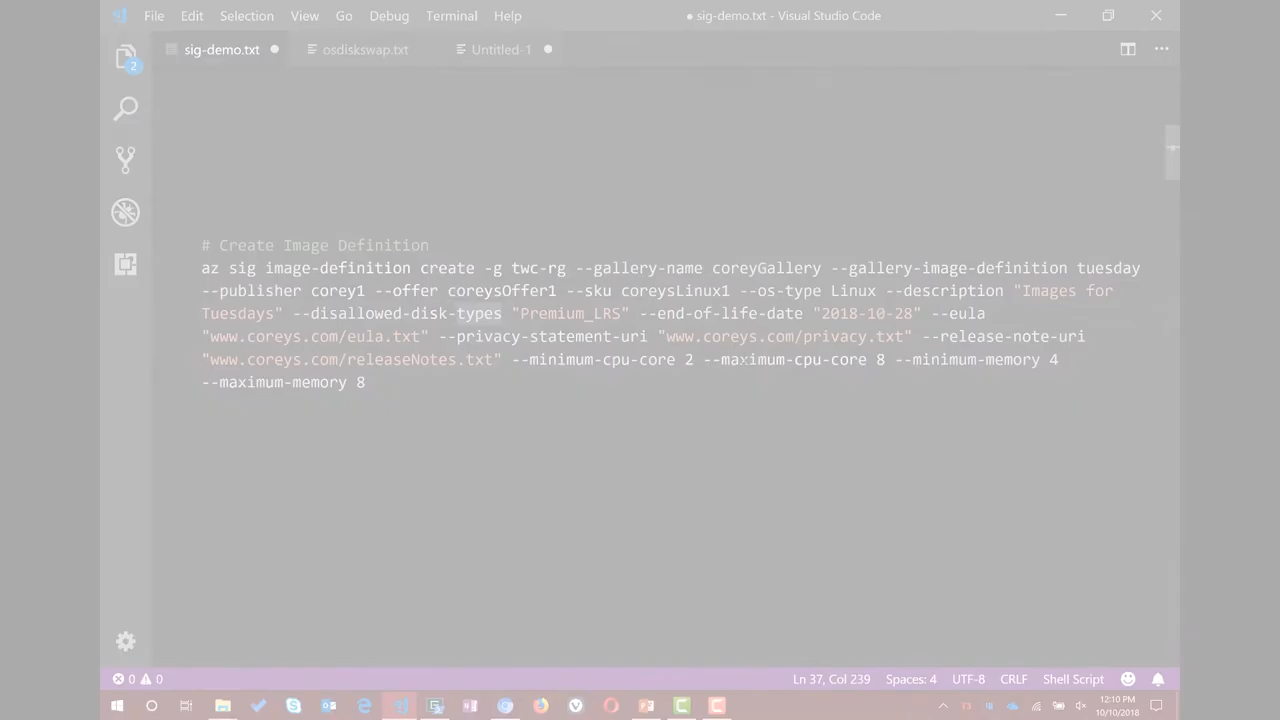 File Edit Selection View Go Debug Terminal Help
● sig-demo.txt - Visual Studio Code
sig-demo.txt
osdiskswap.txt
Untitled-1
2
# Create Image Definition
az sig image-definition create -g twc-rg --gallery-name coreyGallery --gallery-image-definition tuesday
--publisher corey1 --offer coreysOffer1 --sku coreysLinux1 --os-type Linux --description "Images for
Tuesdays" --disallowed-disk-types "Premium_LRS" --end-of-life-date "2018-10-28" --eula
"www.coreys.com/eula.txt" --privacy-statement-uri "www.coreys.com/privacy.txt" --release-note-uri
"www.coreys.com/releaseNotes.txt" --minimum-cpu-core 2 --maximum-cpu-core 8 --minimum-memory 4
--maximum-memory 8
0 0
Ln 37, Col 239 Spaces: 4 UTF-8 CRLF Shell Script
12:10 PM
10/10/2018